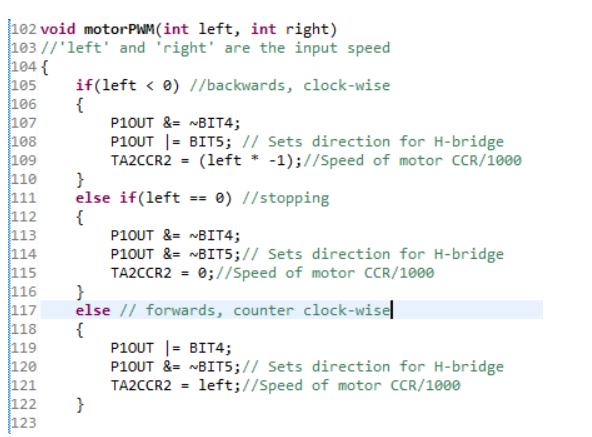 102 void motorPWM(int left, int right)
103 //'left' and 'right' are the input speed
104 {
105     if(left < 0) //backwards, clock-wise
106     {
107         P1OUT &= ~BIT4;
108         P1OUT |= BIT5; // Sets direction for H-bridge
109         TA2CCR2 = (left * -1);//Speed of motor CCR/1000
110     }
111     else if(left == 0) //stopping
112     {
113         P1OUT &= ~BIT4;
114         P1OUT &= ~BIT5;// Sets direction for H-bridge
115         TA2CCR2 = 0;//Speed of motor CCR/1000
116     }
117     else // forwards, counter clock-wise
118     {
119         P1OUT |= BIT4;
120         P1OUT &= ~BIT5;// Sets direction for H-bridge
121         TA2CCR2 = left;//Speed of motor CCR/1000
122     }
123